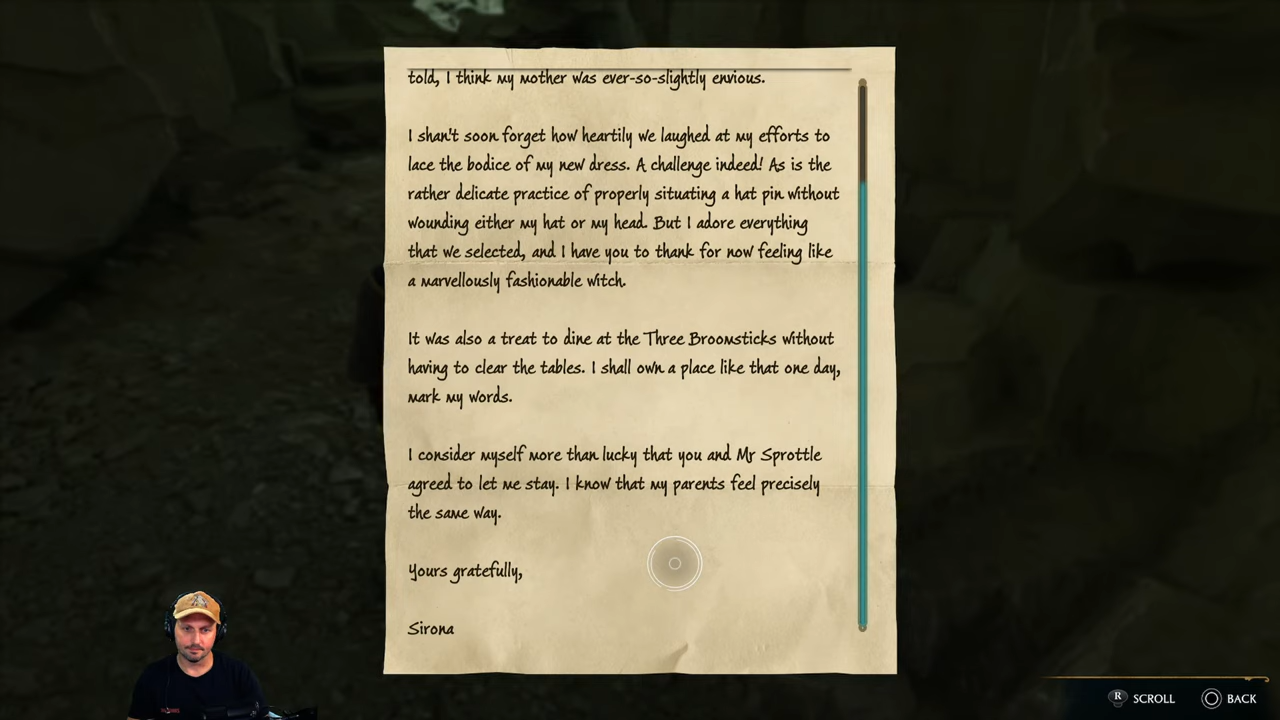 told, I think my mother was ever-so-slightly envious.
I shan't soon forget how heartily we laughed at my efforts to
lace the bodice of my new dress. A challenge indeed! As is the
rather delicate practice of properly situating a hat pin without
wounding either my hat or my head. But I adore everything
that we selected, and I have you to thank for now feeling like
a marvellously fashionable witch.
It was also a treat to dine at the Three Broomsticks without
having to clear the tables. I shall own a place like that one day,
mark my words.
I consider myself more than lucky that you and Mr Sprottle
agreed to let me stay. I know that my parents feel precisely
the same way.
Yours gratefully,
Sirona
R SCROLL BACK